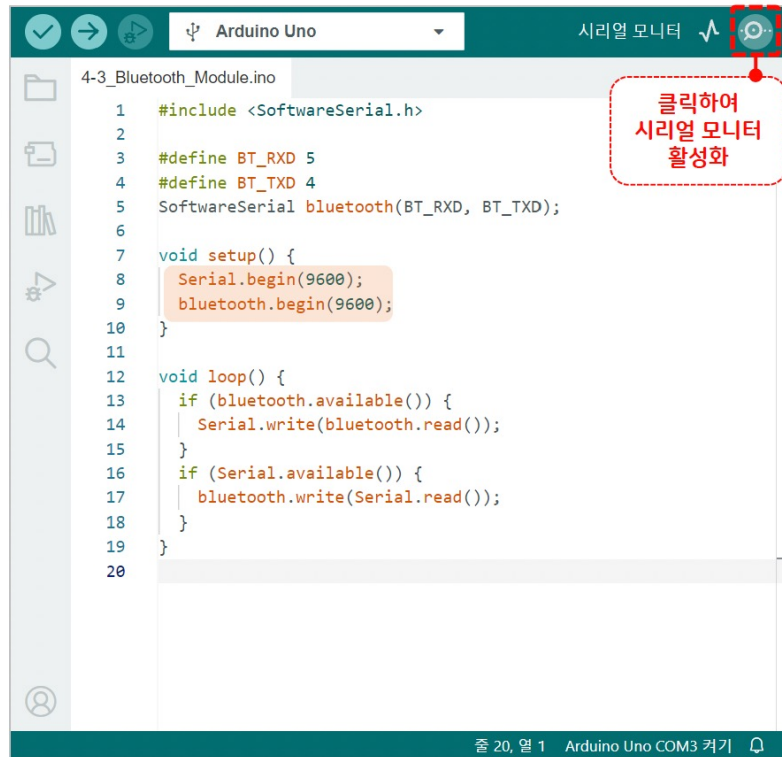 Arduino Uno
시리얼 모니터
4-3_Bluetooth_Module.ino
클릭하여
시리얼 모니터
활성화
1 #include <SoftwareSerial.h>
2
3 #define BT_RXD 5
4 #define BT_TXD 4
5 SoftwareSerial bluetooth(BT_RXD, BT_TXD);
6
7 void setup() {
8   Serial.begin(9600);
9   bluetooth.begin(9600);
10 }
11
12 void loop() {
13   if (bluetooth.available()) {
14     Serial.write(bluetooth.read());
15   }
16   if (Serial.available()) {
17     bluetooth.write(Serial.read());
18   }
19 }
20
줄 20, 열 1 Arduino Uno COM3 켜기